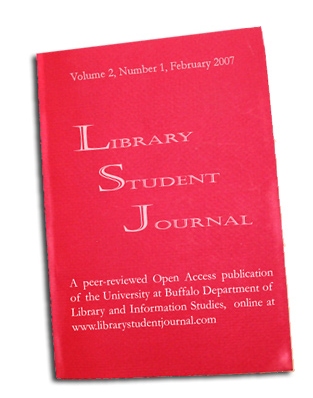 Volume 2, Number 1, February 2007
LIBRARY
STUDENT
JOURNAL
A peer-reviewed Open Access publication
of the University at Buffalo Department of
Library and Information Studies, online at
www.librarystudentjournal.com